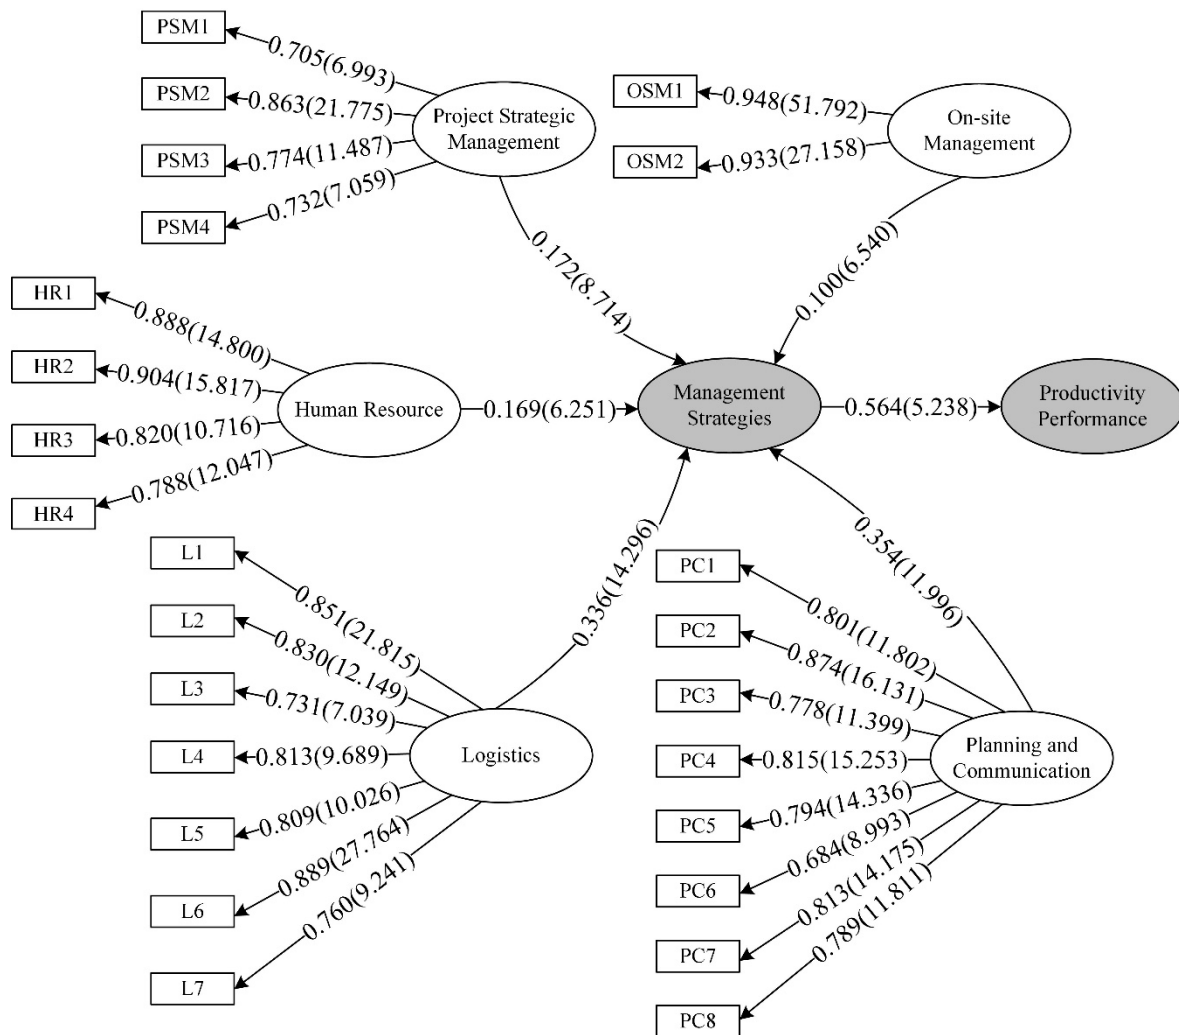 PSM1
0.705(6.993)
PSM2
0.863(21.775)
PSM3
0.774(11.487)
PSM4
0.732(7.059)
Project Strategic
Management
OSM1
0.948(51.792)
OSM2
0.933(27.158)
On-site
Management
0.172(8.714)
0.100(6.540)
HR1
0.888(14.800)
HR2
0.904(15.817)
HR3
0.820(10.716)
HR4
0.788(12.047)
Human Resource
0.169(6.251)
Management
Strategies
0.564(5.238)
Productivity
Performance
0.336(14.296)
0.354(11.996)
L1
0.851(21.815)
L2
0.830(12.149)
L3
0.731(7.039)
L4
0.813(9.689)
L5
0.809(10.026)
L6
0.889(27.764)
L7
0.760(9.241)
Logistics
PC1
0.801(11.802)
PC2
0.874(16.131)
PC3
0.778(11.399)
PC4
0.815(15.253)
PC5
0.794(14.336)
PC6
0.684(8.993)
PC7
0.813(14.175)
PC8
0.789(11.811)
Planning and
Communication